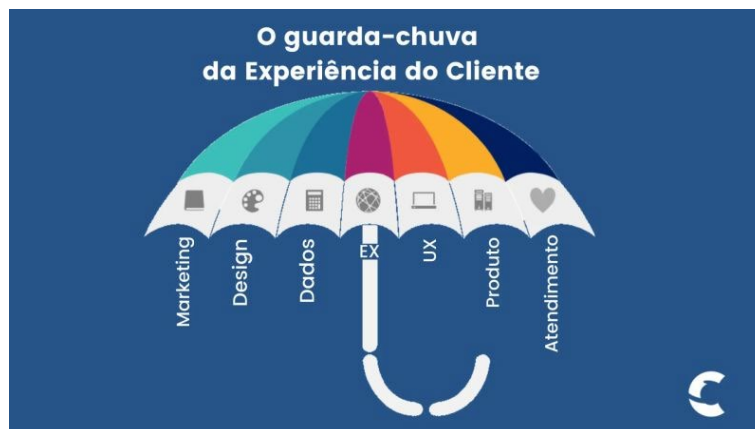 O guarda-chuva
da Experiência do Cliente
Marketing
Design
Dados
EX
UX
Produto
Atendimento